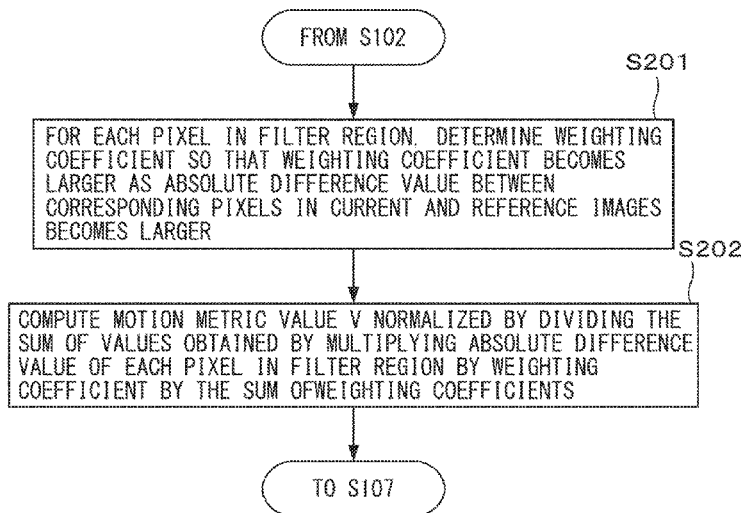 FROM S102
S201
FOR EACH PIXEL IN FILTER REGION, DETERMINE WEIGHTING
COEFFICIENT SO THAT WEIGHTING COEFFICIENT BECOMES
LARGER AS ABSOLUTE DIFFERENCE VALUE BETWEEN
CORRESPONDING PIXELS IN CURRENT AND REFERENCE IMAGES
BECOMES LARGER
S202
COMPUTE MOTION METRIC VALUE V NORMALIZED BY DIVIDING THE
SUM OF VALUES OBTAINED BY MULTIPLYING ABSOLUTE DIFFERENCE
VALUE OF EACH PIXEL IN FILTER REGION BY WEIGHTING
COEFFICIENT BY THE SUM OFWEIGHTING COEFFICIENTS
TO S107